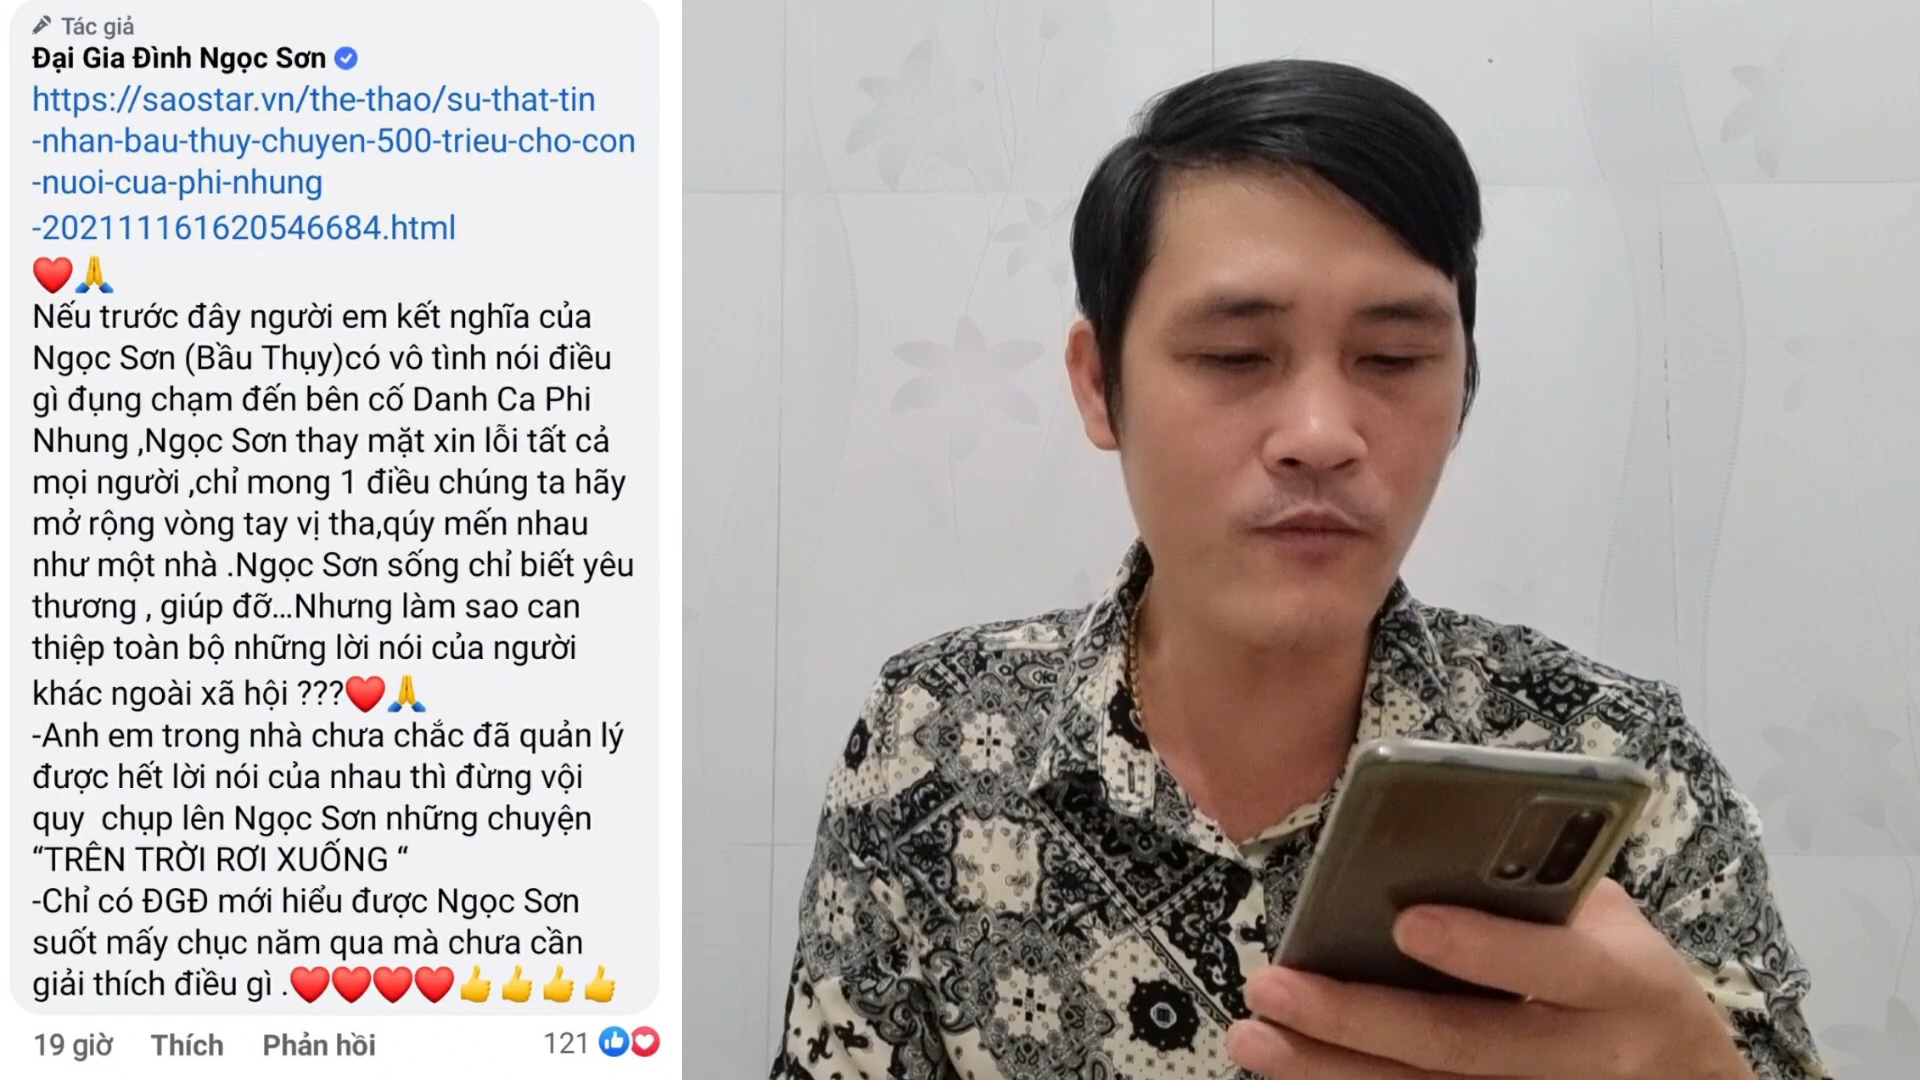 Tác giả
Đại Gia Đình Ngọc Sơn
https://saostar.vn/the-thao/su-that-tin
-nhan-bau-thuy-chuyen-500-trieu-cho-con
-nuoi-cua-phi-nhung
-202111161620546684.html
❤️🙏
Nếu trước đây người em kết nghĩa của
Ngọc Sơn (Bầu Thụy)có vô tình nói điều
gì đụng chạm đến bên cố Danh Ca Phi
Nhung ,Ngọc Sơn thay mặt xin lỗi tất cả
mọi người ,chỉ mong 1 điều chúng ta hãy
mở rộng vòng tay vị tha,qúy mến nhau
như một nhà .Ngọc Sơn sống chỉ biết yêu
thương , giúp đỡ...Nhưng làm sao can
thiệp toàn bộ những lời nói của người
khác ngoài xã hội ???❤️🙏
-Anh em trong nhà chưa chắc đã quản lý
được hết lời nói của nhau thì đừng vội
quy  chụp lên Ngọc Sơn những chuyện
“TRÊN TRỜI RƠI XUỐNG “
-Chỉ có ĐGĐ mới hiểu được Ngọc Sơn
suốt mấy chục năm qua mà chưa cần
giải thích điều gì .❤️❤️❤️❤️👍👍👍👍
19 giờ Thích Phản hồi 121